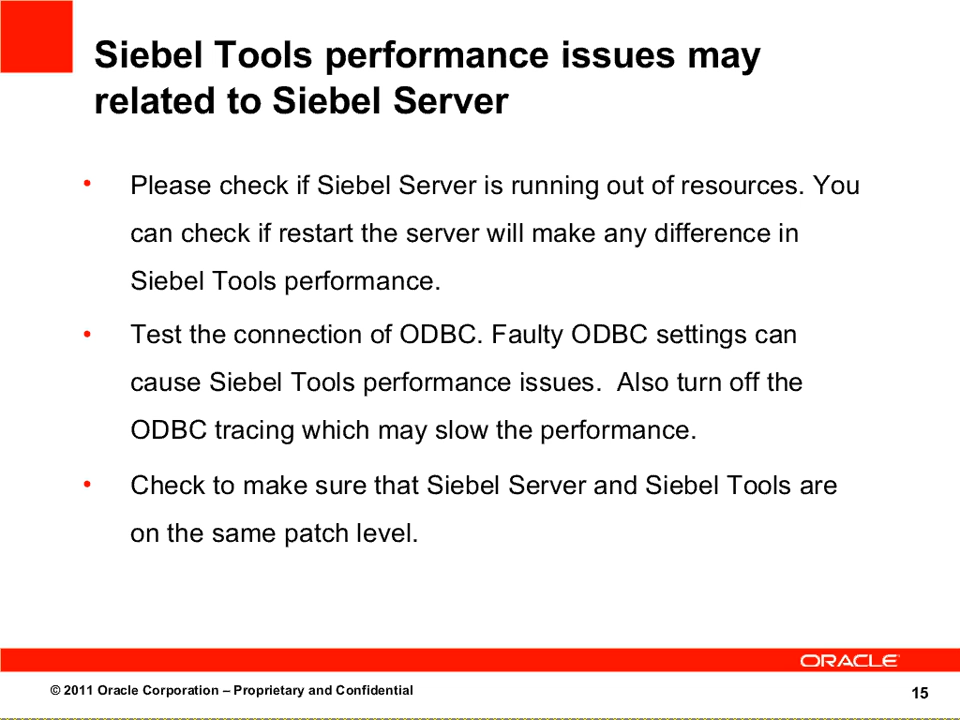 Siebel Tools performance issues may
related to Siebel Server
• Please check if Siebel Server is running out of resources. You
can check if restart the server will make any difference in
Siebel Tools performance.
• Test the connection of ODBC. Faulty ODBC settings can
cause Siebel Tools performance issues.  Also turn off the
ODBC tracing which may slow the performance.
• Check to make sure that Siebel Server and Siebel Tools are
on the same patch level.
ORACLE
© 2011 Oracle Corporation – Proprietary and Confidential
15